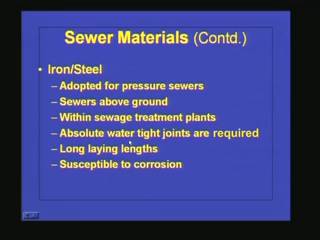 Sewer Materials (Contd.)
• Iron/Steel
– Adopted for pressure sewers
– Sewers above ground
– Within sewage treatment plants
– Absolute water tight joints are required
– Long laying lengths
– Susceptible to corrosion